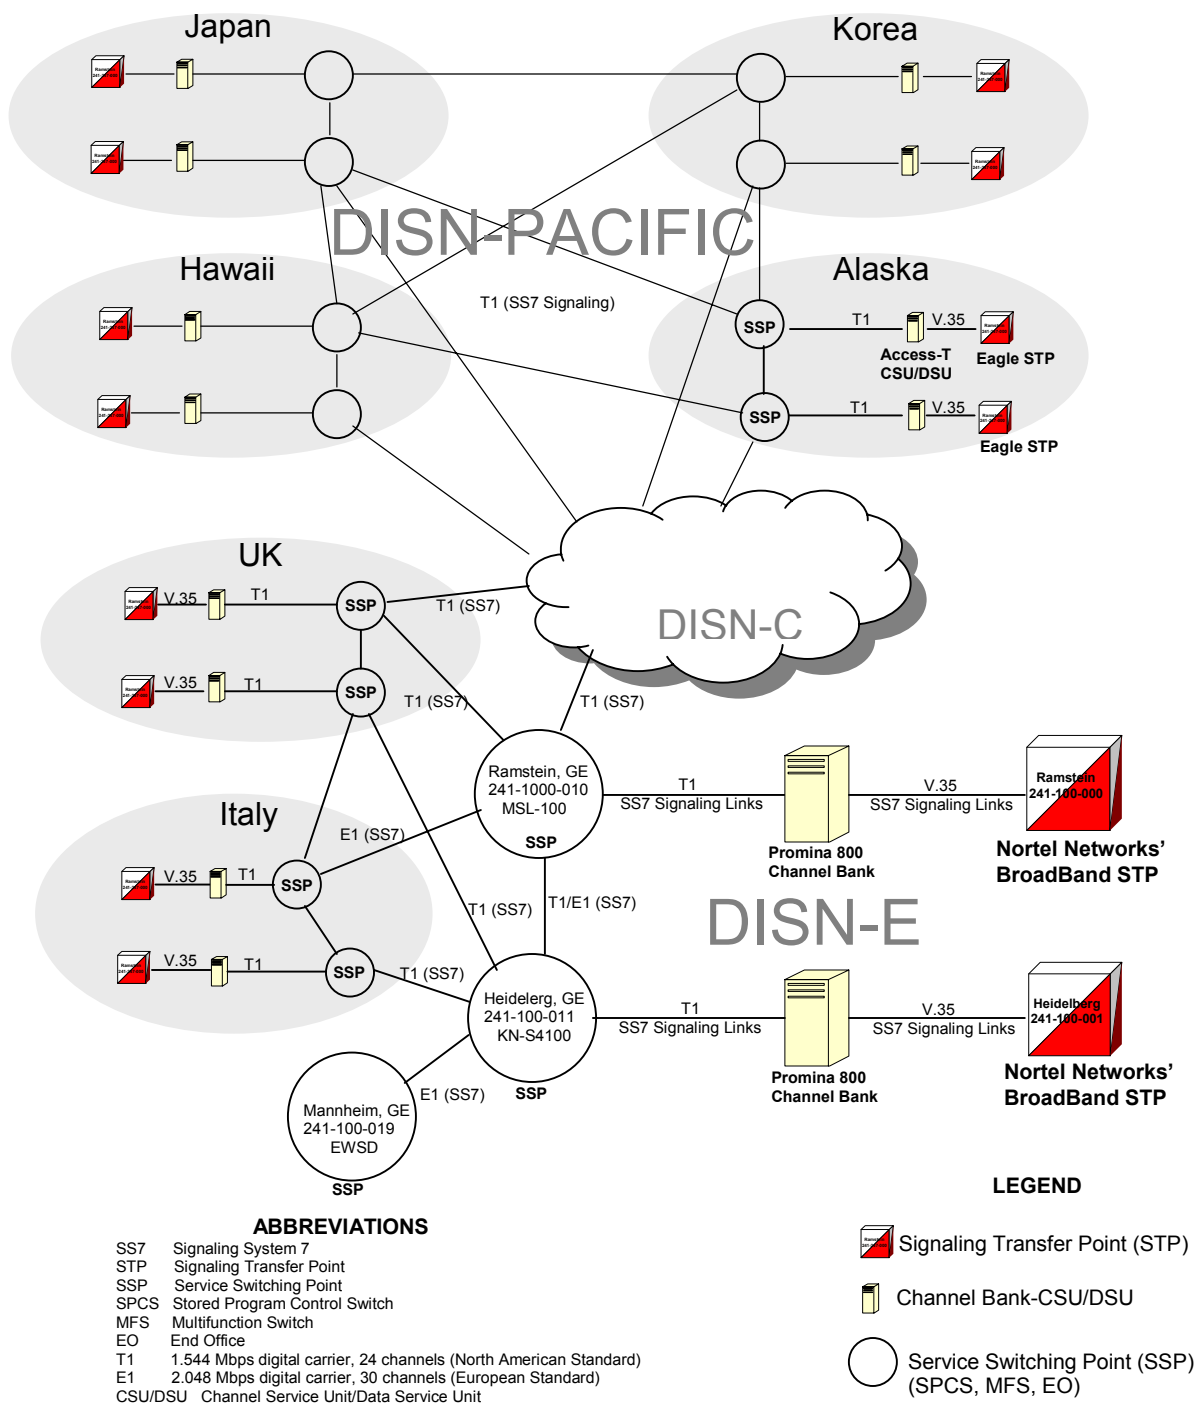 Japan
Korea
DISN-PACIFIC
Hawaii
Alaska
T1 (SS7 Signaling)
SSP
T1
V.35
Access-T
CSU/DSU
Eagle STP
SSP
T1
V.35
Eagle STP
UK
V.35
T1
SSP
T1 (SS7)
DISN-C
V.35
T1
SSP
T1 (SS7)
T1 (SS7)
Ramstein, GE
241-1000-010
MSL-100
SSP
T1
SS7 Signaling Links
V.35
SS7 Signaling Links
Ramstein
241-100-000
Promina 800
Channel Bank
Nortel Networks'
BroadBand STP
Italy
E1 (SS7)
V.35
T1
SSP
T1 (SS7)
T1/E1 (SS7)
DISN-E
V.35
T1
SSP
T1 (SS7)
Heidelerg, GE
241-100-011
KN-S4100
SSP
T1
SS7 Signaling Links
V.35
SS7 Signaling Links
Heidelberg
241-100-001
Promina 800
Channel Bank
Nortel Networks'
BroadBand STP
E1 (SS7)
Mannheim, GE
241-100-019
EWSD
SSP
LEGEND
Signaling Transfer Point (STP)
Channel Bank-CSU/DSU
Service Switching Point (SSP)
(SPCS, MFS, EO)
ABBREVIATIONS
SS7 Signaling System 7
STP Signaling Transfer Point
SSP Service Switching Point
SPCS Stored Program Control Switch
MFS Multifunction Switch
EO End Office
T1 1.544 Mbps digital carrier, 24 channels (North American Standard)
E1 2.048 Mbps digital carrier, 30 channels (European Standard)
CSU/DSU Channel Service Unit/Data Service Unit